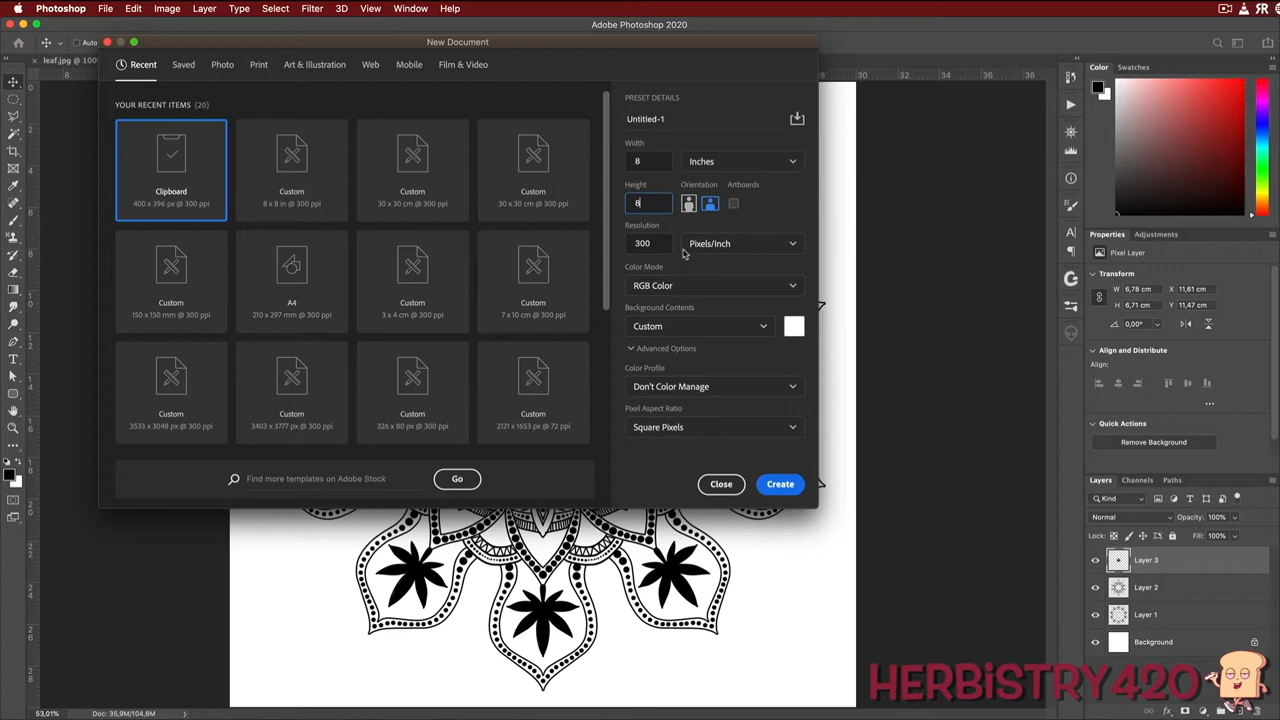 Photoshop File Edit Image Layer Type Select Filter 3D View Window Help
Adobe Photoshop 2020
Auto
leaf.jpg @ 100%
New Document
Recent Saved Photo Print Art & Illustration Web Mobile Film & Video
YOUR RECENT ITEMS (20)
Clipboard
400 x 396 px @ 300 ppi
Custom
8 x 8 in @ 300 ppi
Custom
30 x 30 cm @ 300 ppi
Custom
30 x 30 cm @ 300 ppi
Custom
150 x 150 mm @ 300 ppi
A4
210 x 297 mm @ 300 ppi
Custom
3 x 4 cm @ 300 ppi
Custom
7 x 10 cm @ 300 ppi
Custom
3533 x 3048 px @ 300 ppi
Custom
3403 x 3777 px @ 300 ppi
Custom
326 x 80 px @ 300 ppi
Custom
2121 x 1653 px @ 72 ppi
Find more templates on Adobe Stock
Go
PRESET DETAILS
Untitled-1
Width
8 Inches
Height Orientation Artboards
8
Resolution
300 Pixels/Inch
Color Mode
RGB Color
Background Contents
Custom
Advanced Options
Color Profile
Don't Color Manage
Pixel Aspect Ratio
Square Pixels
Close Create
30 32 34 36 38
Color Swatches
Properties Adjustments
Pixel Layer
Transform
W: 6,78 cm X: 11,61 cm
H: 6,71 cm Y: 11,47 cm
0,00°
Align and Distribute
Align:
Quick Actions
Remove Background
Layers Channels Paths
Kind
Normal Opacity: 100%
Lock: Fill: 100%
Layer 3
Layer 2
Layer 1
Background
HERBiSTRY420
53,01% Doc: 35,9M/104,8M